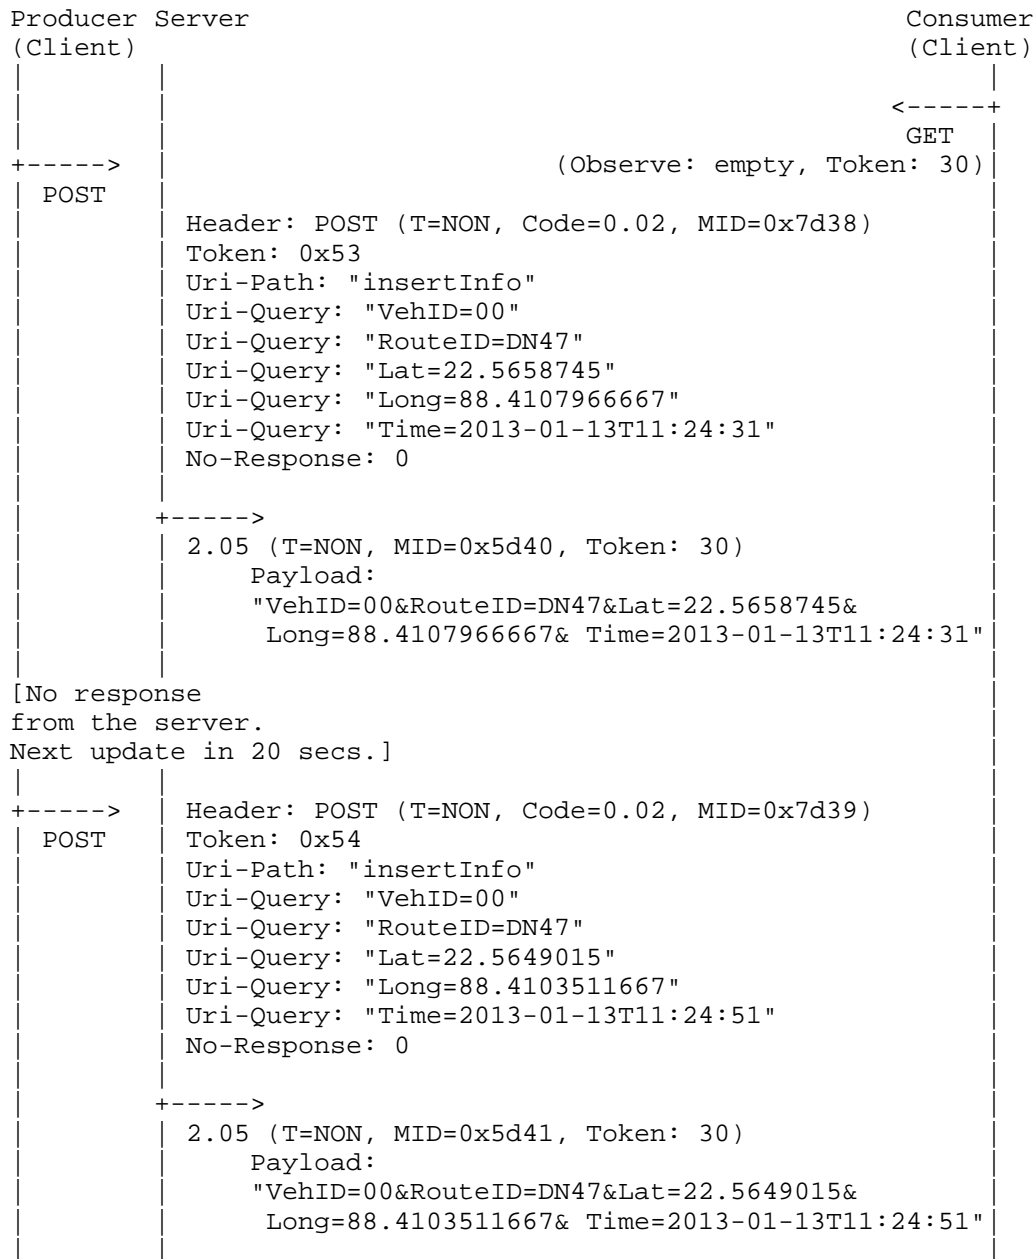 Producer Server                                            Consumer
(Client)                                                   (Client)
|         |                                                     |
|         |                                              <-----+
|         |                                               GET   |
+----->   |                         (Observe: empty, Token: 30)|
| POST    |                                                     |
|         | Header: POST (T=NON, Code=0.02, MID=0x7d38)         |
|         | Token: 0x53                                         |
|         | Uri-Path: "insertInfo"                              |
|         | Uri-Query: "VehID=00"                               |
|         | Uri-Query: "RouteID=DN47"                           |
|         | Uri-Query: "Lat=22.5658745"                         |
|         | Uri-Query: "Long=88.4107966667"                     |
|         | Uri-Query: "Time=2013-01-13T11:24:31"               |
|         | No-Response: 0                                      |
|         |                                                     |
|         +----->                                               |
|         | 2.05 (T=NON, MID=0x5d40, Token: 30)                 |
|         |     Payload:                                        |
|         |     "VehID=00&RouteID=DN47&Lat=22.5658745&          |
|         |      Long=88.4107966667& Time=2013-01-13T11:24:31"|
|         |                                                     |
[No response                                                    |
from the server.                                                |
Next update in 20 secs.]                                        |
|         |                                                     |
+----->   | Header: POST (T=NON, Code=0.02, MID=0x7d39)         |
| POST    | Token: 0x54                                         |
|         | Uri-Path: "insertInfo"                              |
|         | Uri-Query: "VehID=00"                               |
|         | Uri-Query: "RouteID=DN47"                           |
|         | Uri-Query: "Lat=22.5649015"                         |
|         | Uri-Query: "Long=88.4103511667"                     |
|         | Uri-Query: "Time=2013-01-13T11:24:51"               |
|         | No-Response: 0                                      |
|         |                                                     |
|         +----->                                               |
|         | 2.05 (T=NON, MID=0x5d41, Token: 30)                 |
|         |     Payload:                                        |
|         |     "VehID=00&RouteID=DN47&Lat=22.5649015&          |
|         |      Long=88.4103511667& Time=2013-01-13T11:24:51"|
|         |                                                     |